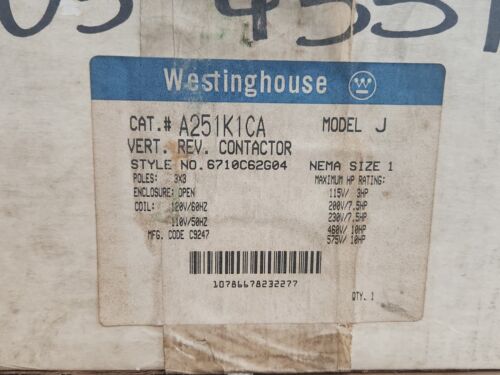 05 4551
Westinghouse
CAT.# A251K1CA MODEL J
VERT. REV. CONTACTOR
STYLE NO.6710C62G04 NEMA SIZE 1
POLES: 3X3 MAXIMUM HP RATING:
ENCLOSURE: OPEN 115V/ 3HP
COIL: 120V/60HZ 200V/7.5HP
110V/50HZ 230V/7.5HP
MFG. CODE C9247 460V/ 10HP
575V/ 10HP
10786678232277
QTY. 1